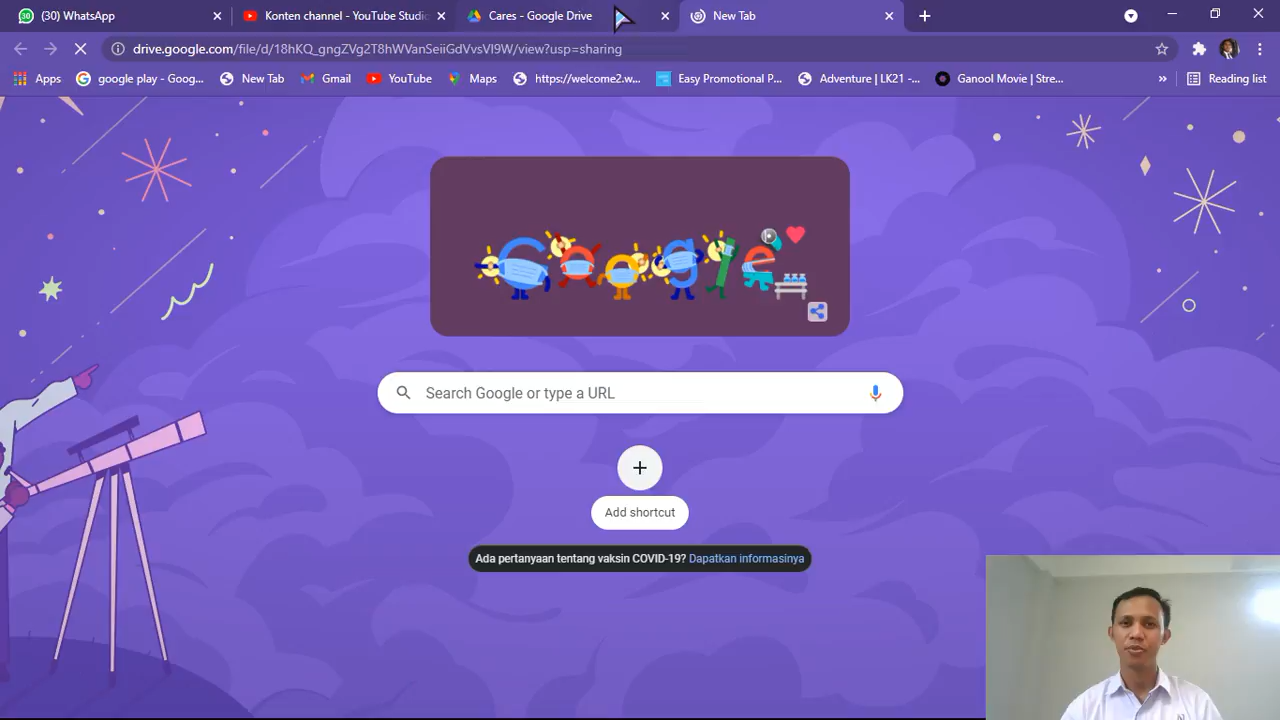 30
(30) WhatsApp
Konten channel - YouTube Studio
Cares - Google Drive
New Tab
drive.google.com/file/d/18hKQ_gngZVg2T8hWVanSeiiGdVvsVI9W/view?usp=sharing
Apps
google play - Goog...
New Tab
Gmail
YouTube
Maps
https://welcome2.w...
Easy Promotional P...
Adventure | LK21 -...
Ganool Movie | Stre...
»
Reading list
Google
Search Google or type a URL
Add shortcut
Ada pertanyaan tentang vaksin COVID-19? Dapatkan informasinya